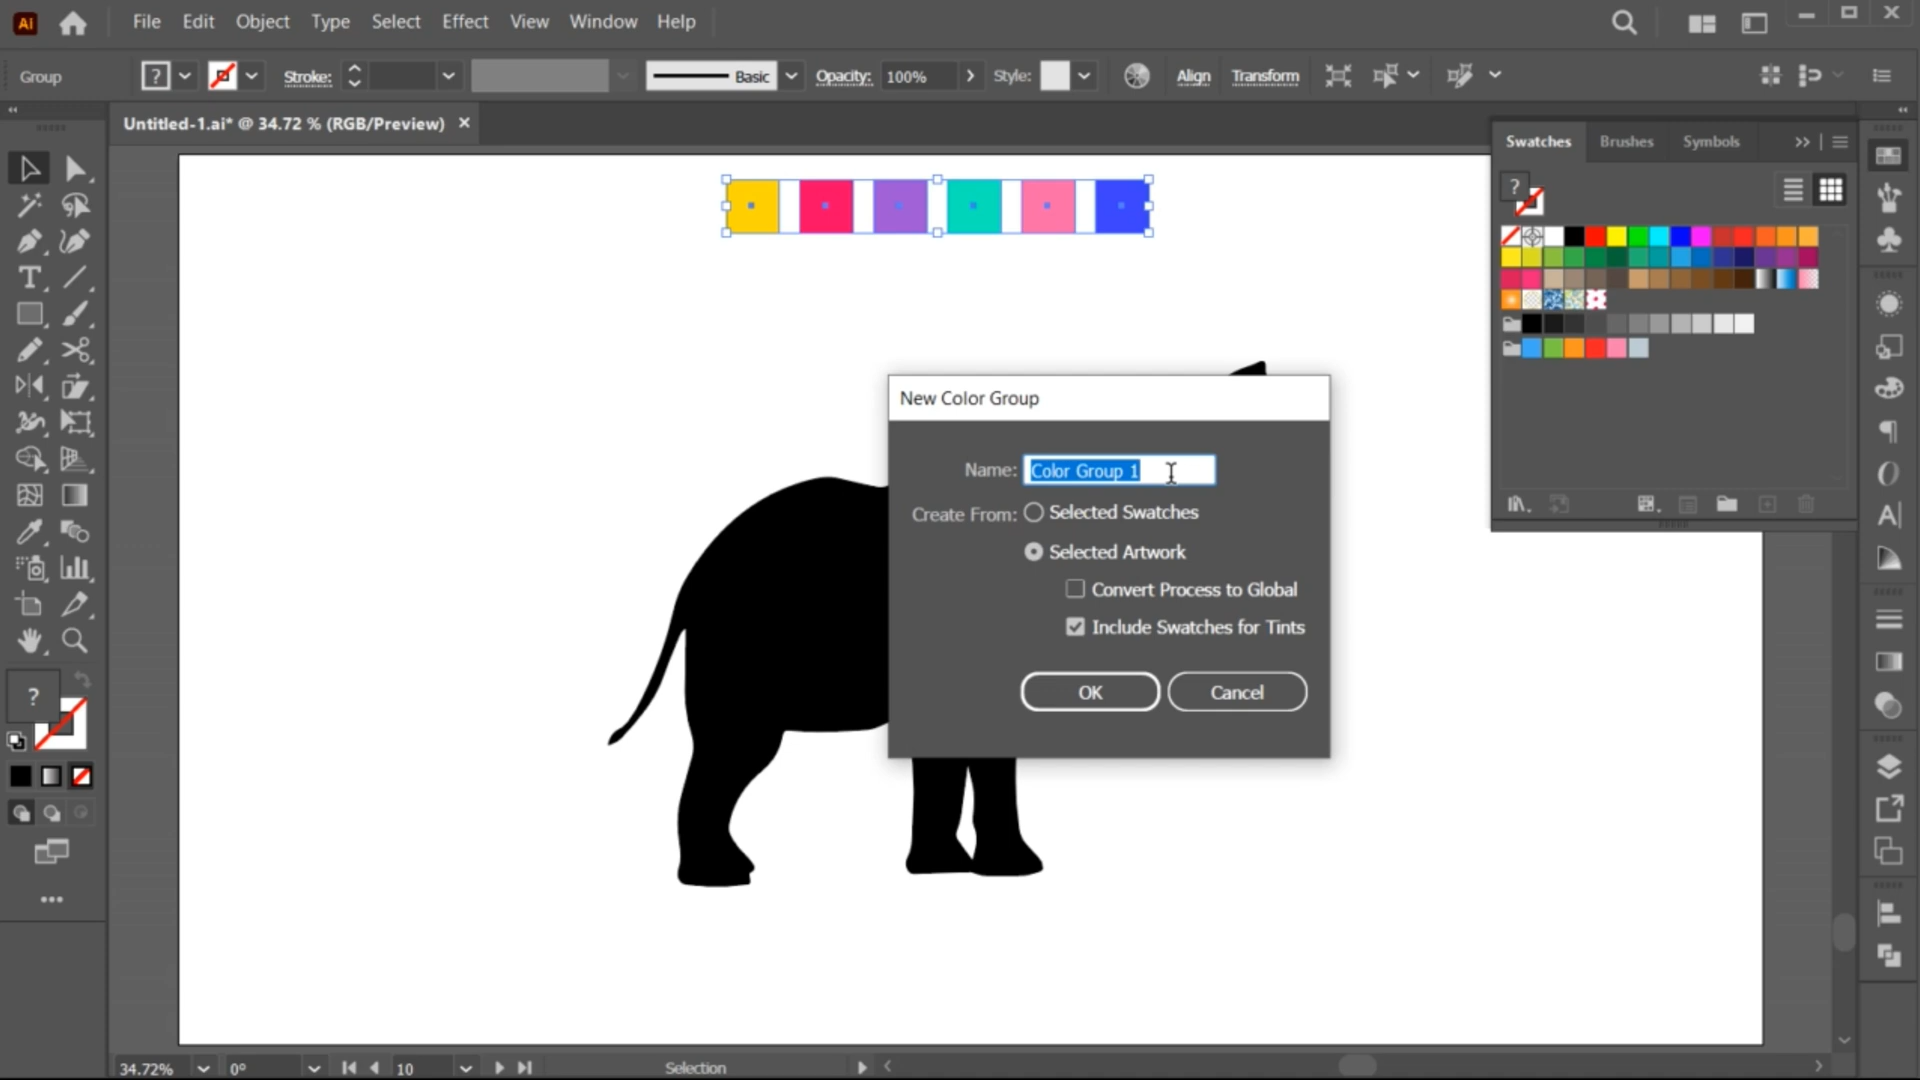 Ai File Edit Object Type Select Effect View Window Help
Group ? Stroke: Basic Opacity: 100% Style: Align Transform
Untitled-1.ai* @ 34.72 % (RGB/Preview) ×
Swatches Brushes Symbols
?
New Color Group
Name: Color Group 1
Create From: Selected Swatches
Selected Artwork
Convert Process to Global
Include Swatches for Tints
OK Cancel
?
34.72% 0° 10 Selection